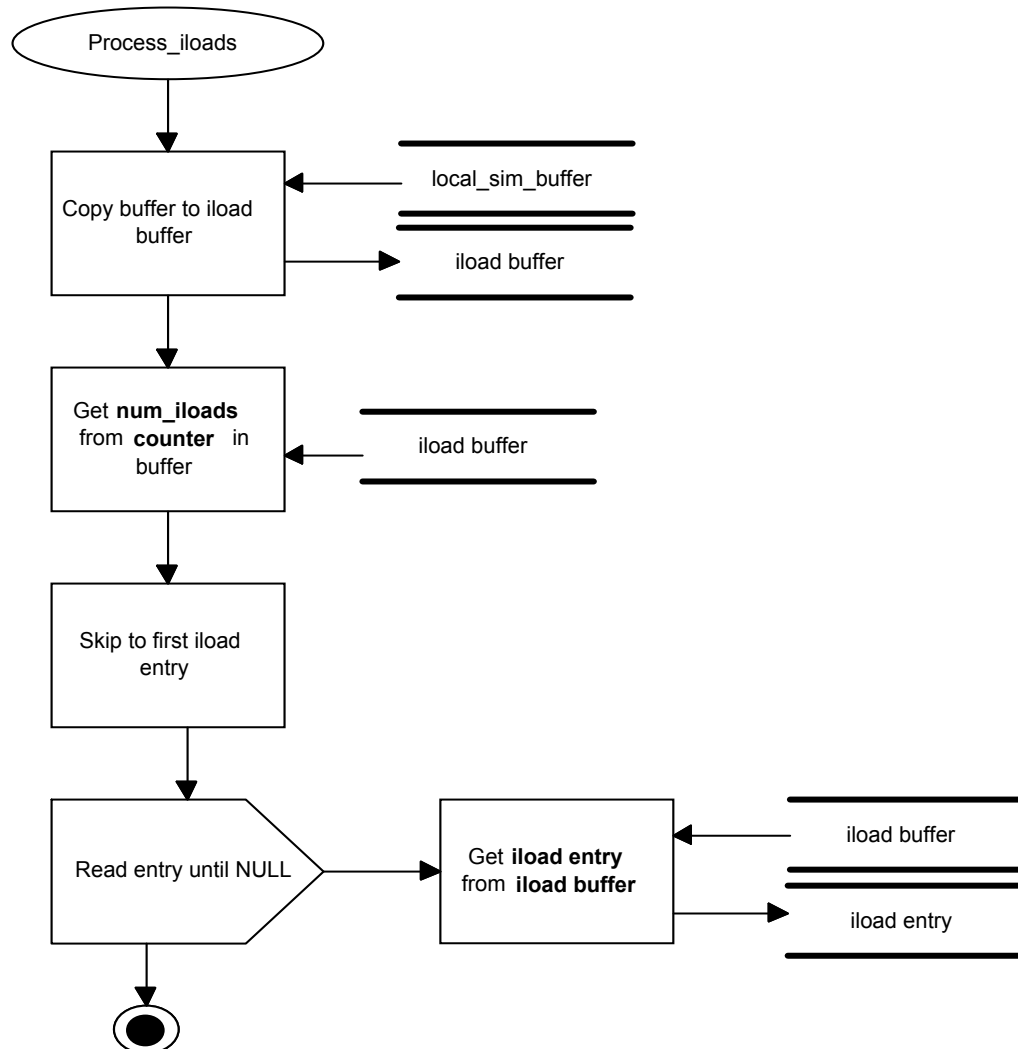 Process_iloads
local_sim_buffer
Copy buffer to iload
buffer
iload buffer
Get num_iloads
from counter in
buffer
iload buffer
Skip to first iload
entry
Read entry until NULL
Get iload entry
from iload buffer
iload buffer
iload entry